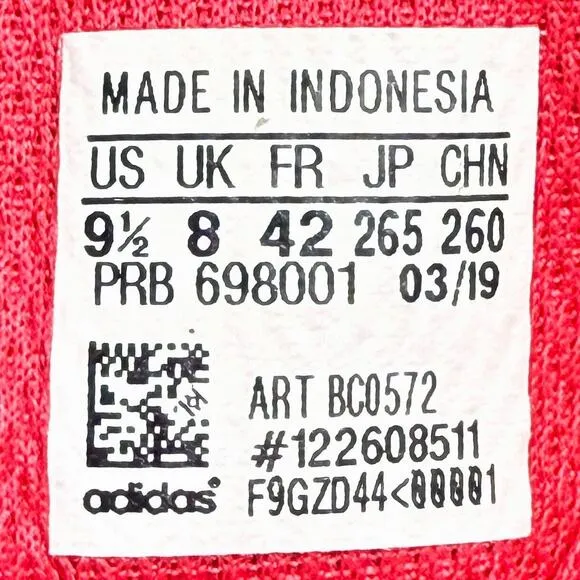 MADE IN INDONESIA
US UK FR JP CHN
9½ 8 42 265 260
PRB 698001 03/19
ART BC0572
#122608511
adidas® F9GZD44<00001